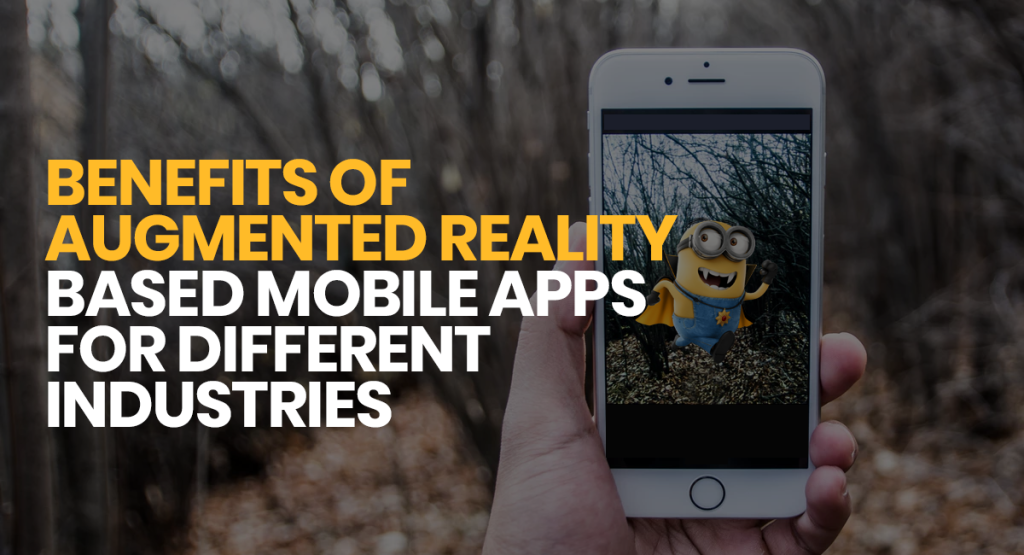 BENEFITS OF
AUGMENTED REALITY
BASED MOBILE APPS
FOR DIFFERENT
INDUSTRIES